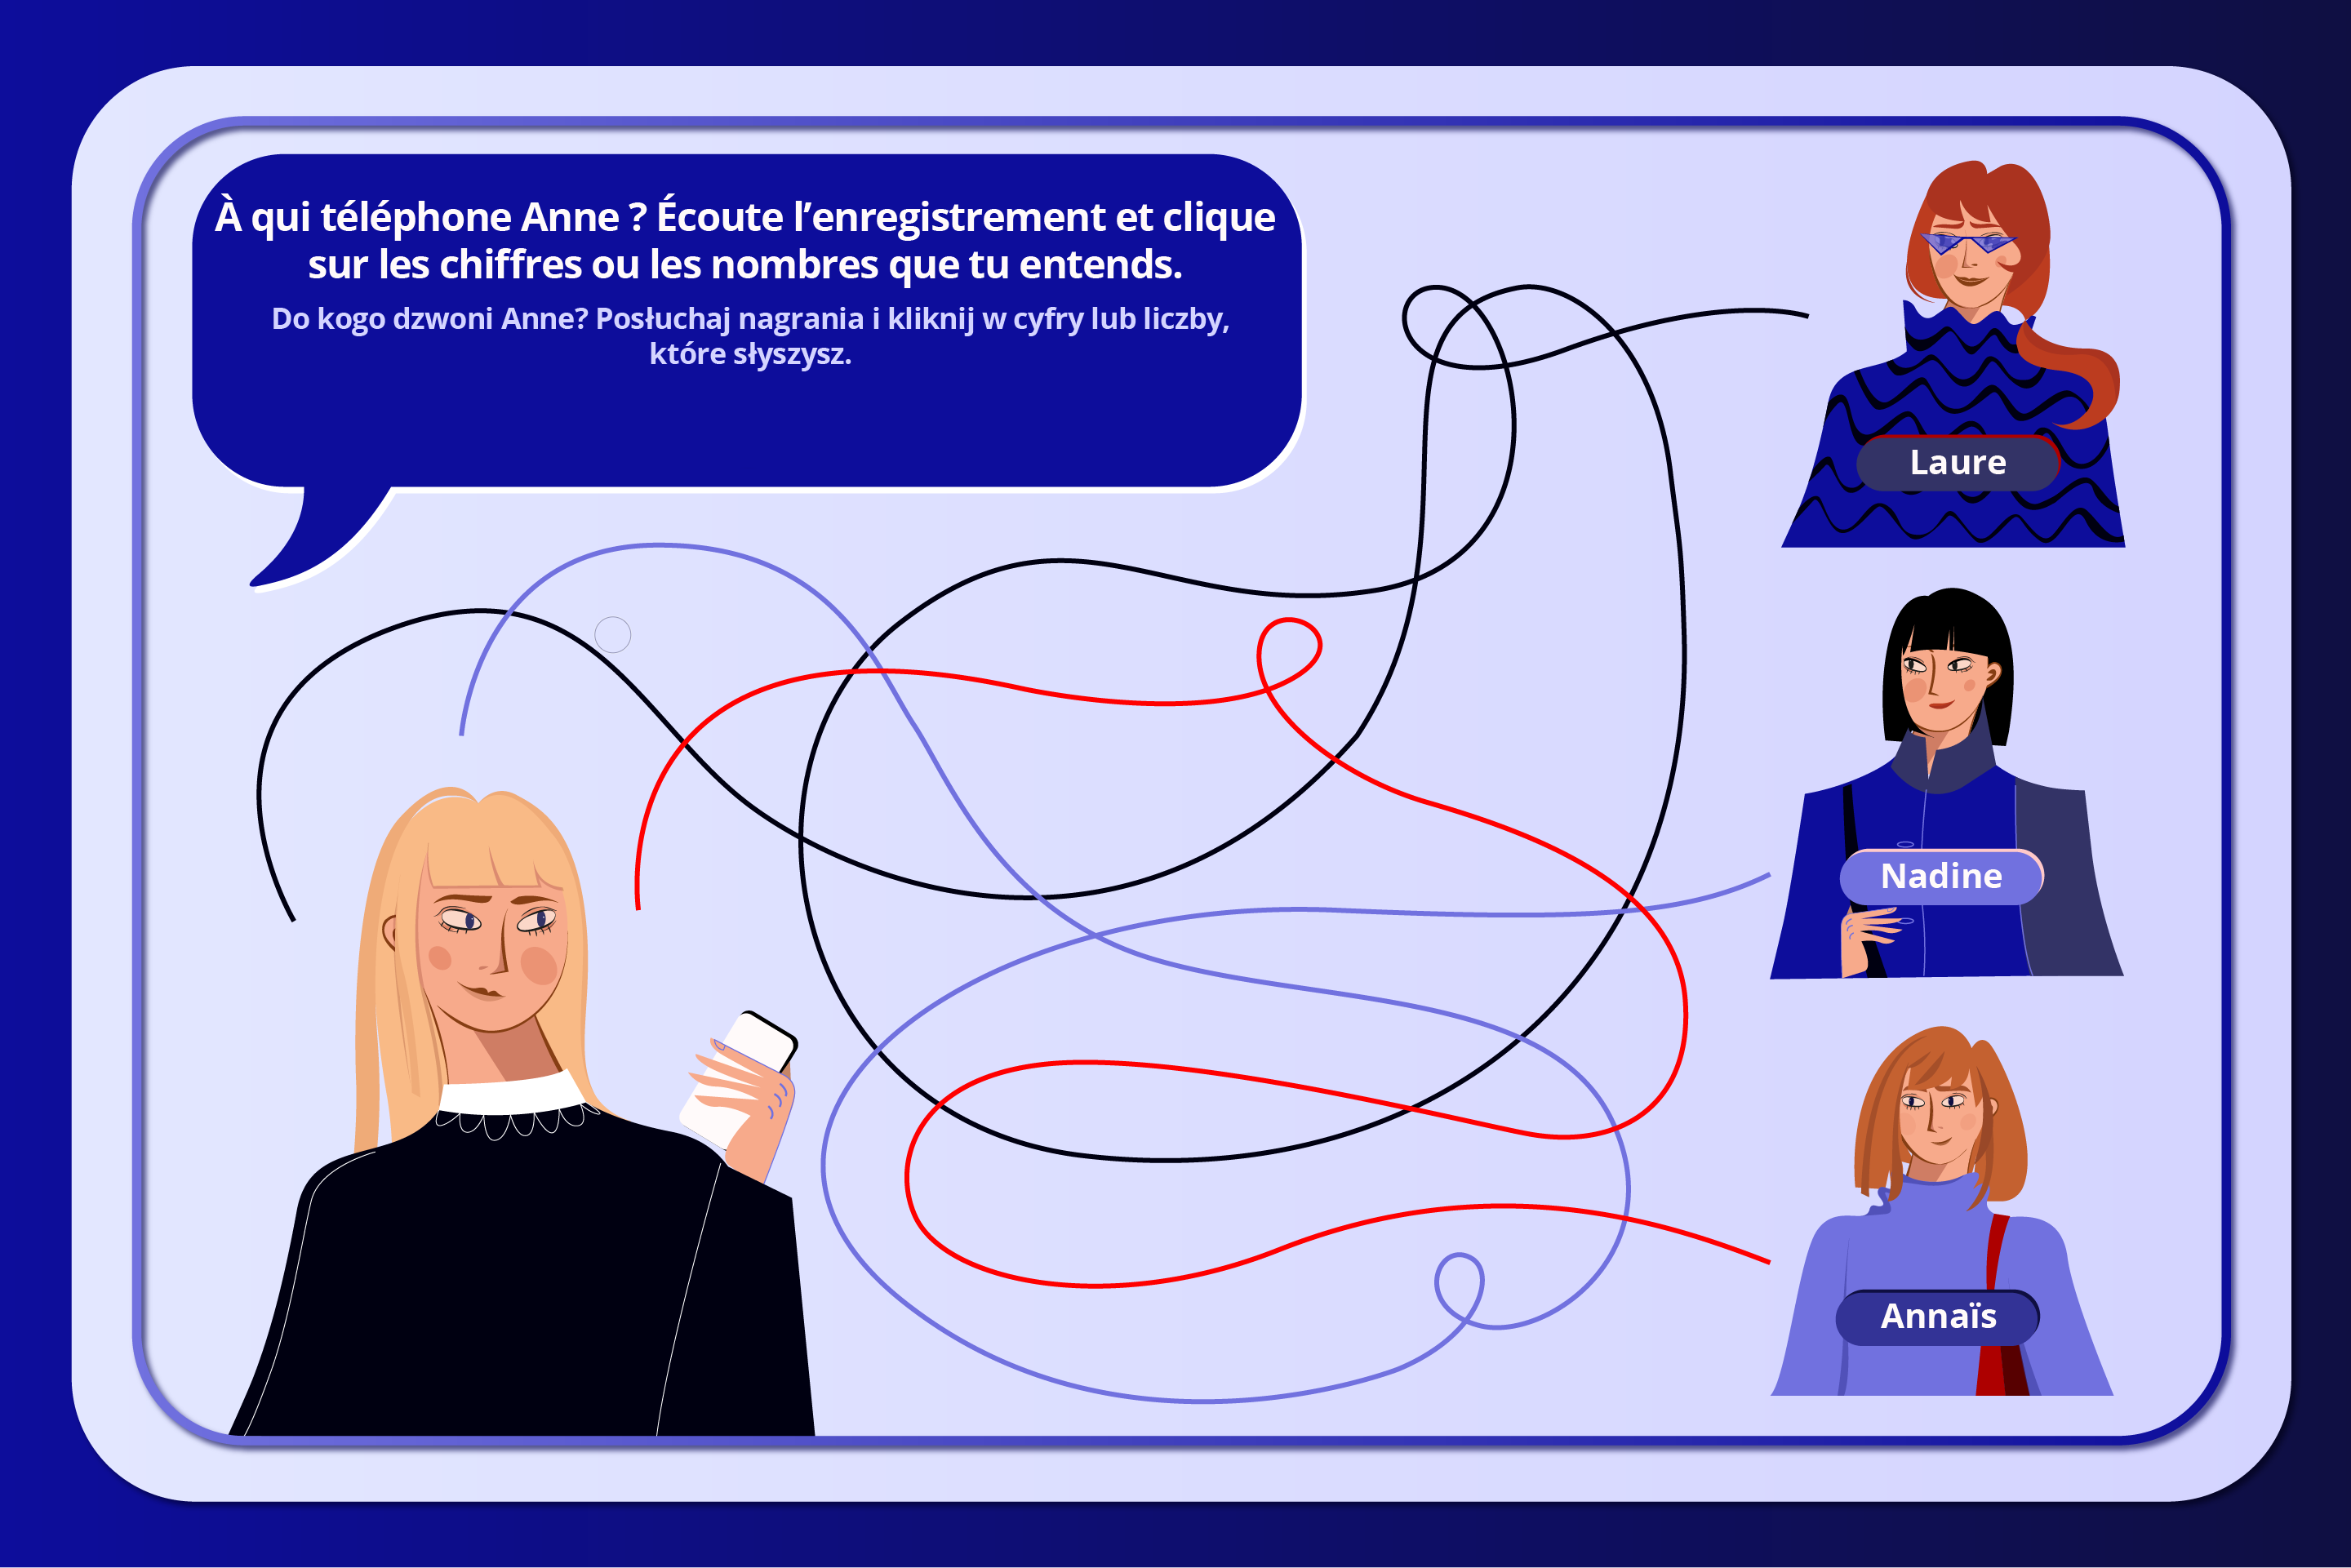 À qui téléphone Anne ? Écoute l’enregistrement et clique
sur les chiffres ou les nombres que tu entends.
Do kogo dzwoni Anne? Posłuchaj nagrania i kliknij w cyfry lub liczby,
które słyszysz.
Laure
Nadine
Annaïs